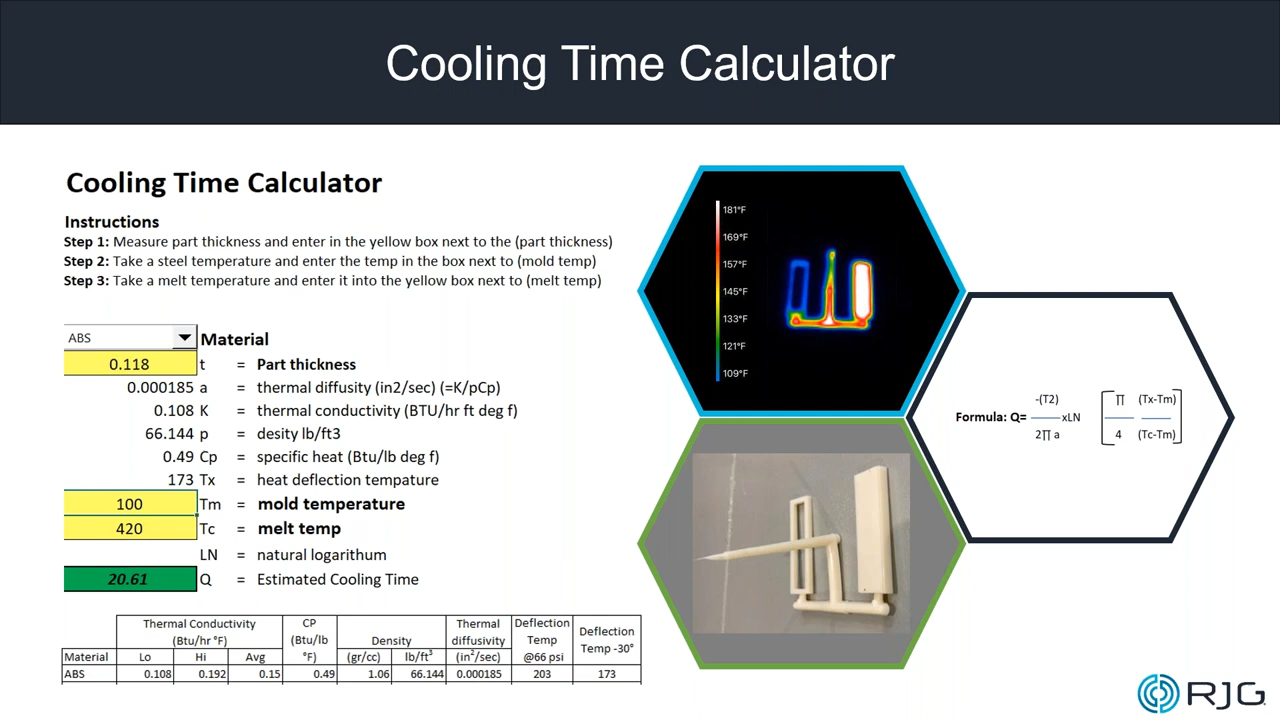 Cooling Time Calculator
Cooling Time Calculator
Instructions
Step 1: Measure part thickness and enter in the yellow box next to the (part thickness)
Step 2: Take a steel temperature and enter the temp in the box next to (mold temp)
Step 3: Take a melt temperature and enter it into the yellow box next to (melt temp)
ABS Material
0.118 t = Part thickness
0.000185 a = thermal diffusity (in2/sec) (=K/pCp)
0.108 K = thermal conductivity (BTU/hr ft deg f)
66.144 p = desity lb/ft3
0.49 Cp = specific heat (Btu/lb deg f)
173 Tx = heat deflection tempature
100 Tm = mold temperature
420 Tc = melt temp
LN = natural logarithum
20.61 Q = Estimated Cooling Time
Thermal Conductivity CP Thermal Deflection Deflection
(Btu/hr °F) (Btu/lb Density diffusivity Temp Temp -30°
Material Lo Hi Avg °F) (gr/cc) lb/ft³ (in²/sec) @66 psi
ABS 0.108 0.192 0.15 0.49 1.06 66.144 0.000185 203 173
181°F
169°F
157°F
145°F
133°F
121°F
109°F
-(T2) ∏ (Tx-Tm)
Formula: Q= xLN
2∏ a 4 (Tc-Tm)
RJG